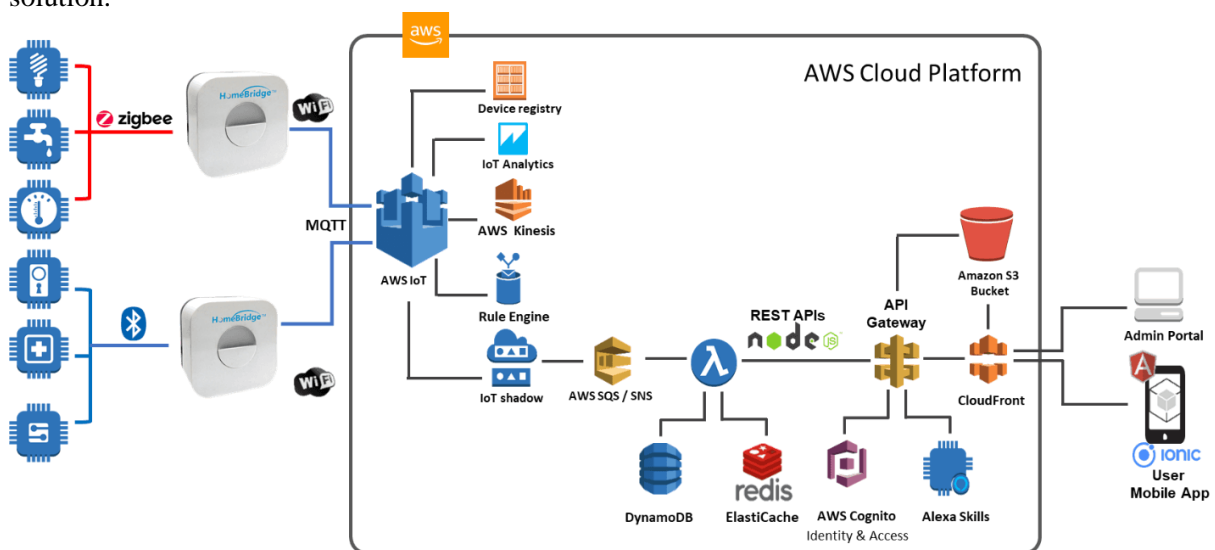 solution.
aws
AWS Cloud Platform
HomeBridge™
WiFi
zigbee
Device registry
IoT Analytics
MQTT
AWS Kinesis
AWS IoT
Rule Engine
Amazon S3
Bucket
HomeBridge™
WiFi
REST APIs
node
JS
API
Gateway
Admin Portal
IoT shadow
AWS SQS / SNS
λ
CloudFront
A
ionic
redis
User
Mobile App
DynamoDB
ElastiCache
AWS Cognito
Identity & Access
Alexa Skills